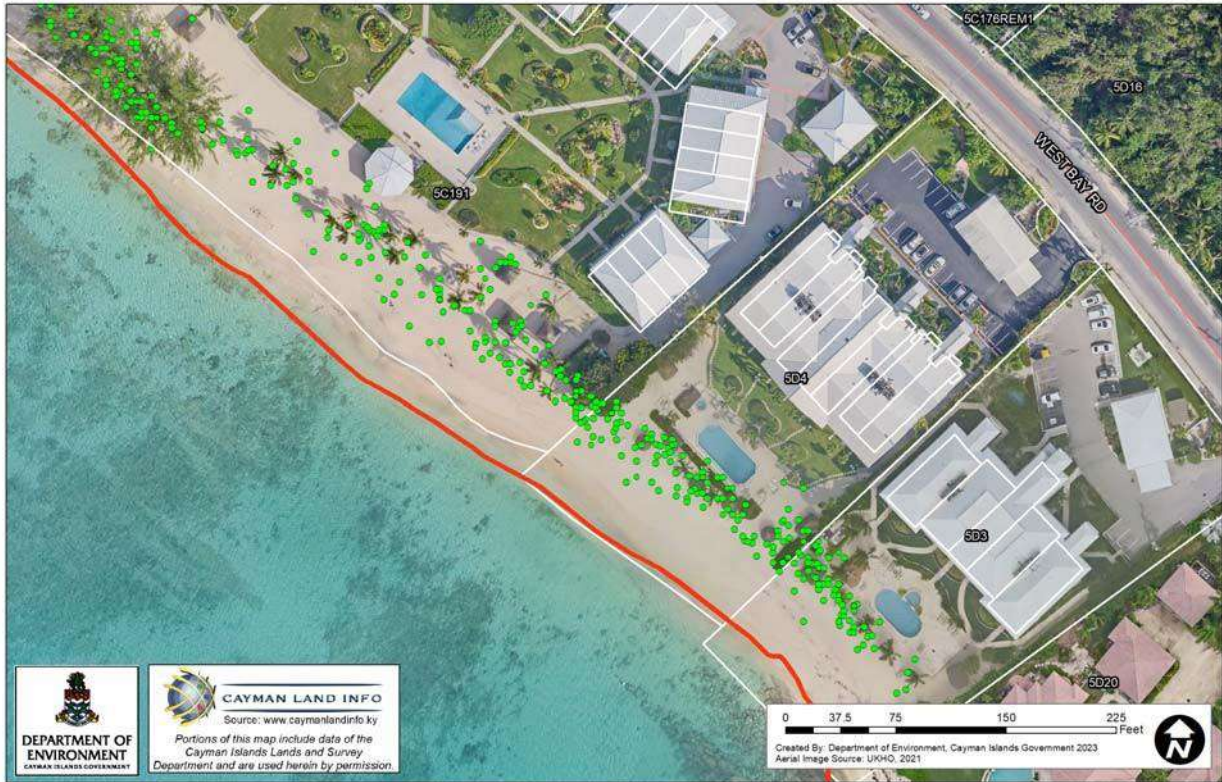 5C176REM1
5D16
WEST BAY RD
5C191
5D4
5D3
5D20
DEPARTMENT OF
ENVIRONMENT
CAYMAN ISLANDS GOVERNMENT
CAYMAN LAND INFO
Source: www.caymanlandinfo.ky
Portions of this map include data of the
Cayman Islands Lands and Survey
Department and are used herein by permission.
0 37.5 75 150 225
Feet
Created By: Department of Environment, Cayman Islands Government 2023
Aerial Image Source: UKHO, 2021
N